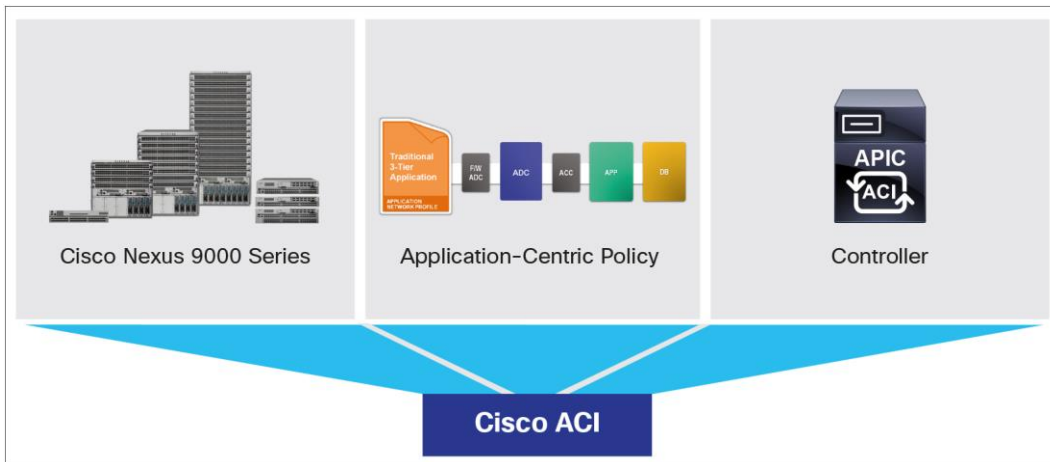 Traditional
3-Tier
Application
APPLICATION
NETWORK PROFILE
F/W
ADC
ADC
ACC
APP
DB
APIC
ACI
Cisco Nexus 9000 Series
Application-Centric Policy
Controller
Cisco ACI